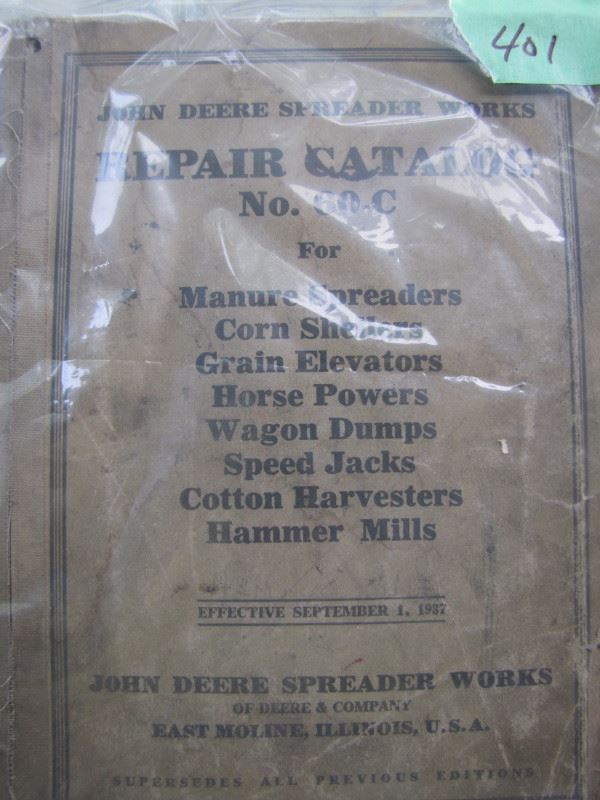 401
JOHN DEERE SPREADER WORKS
REPAIR CATALOG
No. 60-C
For
Manure Spreaders
Corn Shellers
Grain Elevators
Horse Powers
Wagon Dumps
Speed Jacks
Cotton Harvesters
Hammer Mills
EFFECTIVE SEPTEMBER 1, 1937
JOHN DEERE SPREADER WORKS
OF DEERE & COMPANY
EAST MOLINE, ILLINOIS, U.S.A.
SUPERSEDES ALL PREVIOUS EDITIONS